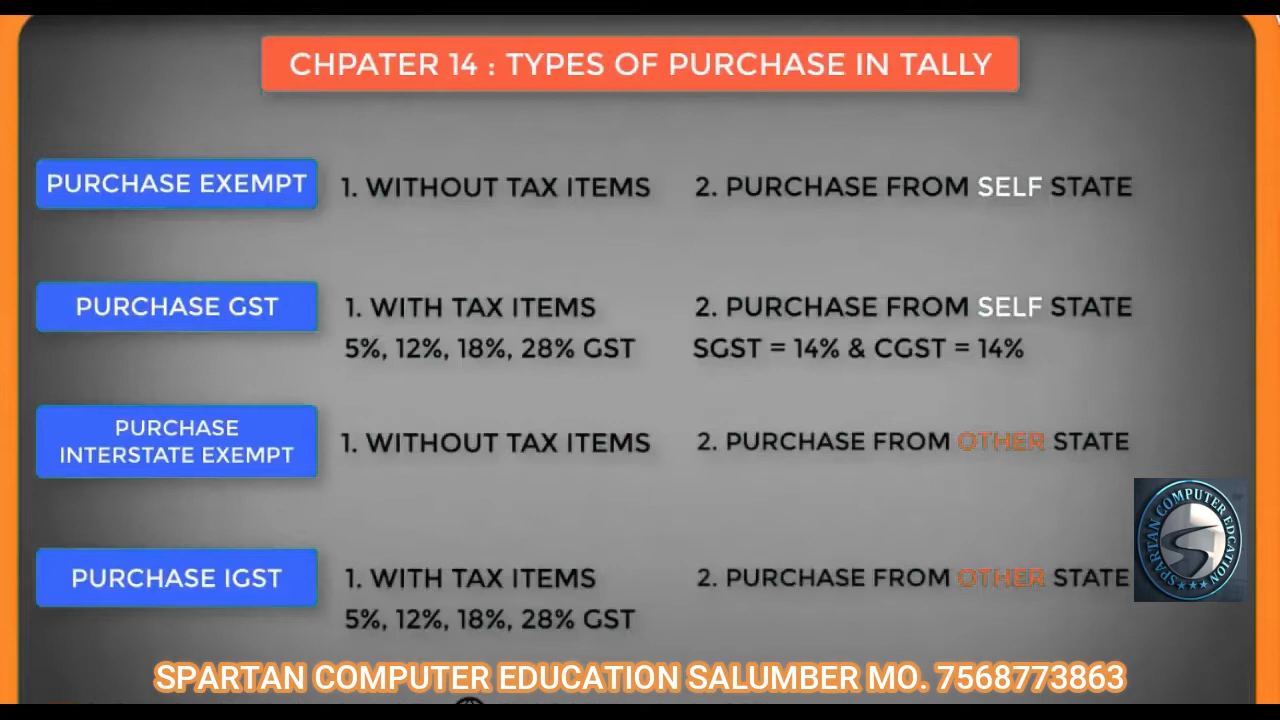 CHPATER 14 : TYPES OF PURCHASE IN TALLY
PURCHASE EXEMPT 1. WITHOUT TAX ITEMS 2. PURCHASE FROM SELF STATE
PURCHASE GST 1. WITH TAX ITEMS 2. PURCHASE FROM SELF STATE
5%, 12%, 18%, 28% GST SGST = 14% & CGST = 14%
PURCHASE
INTERSTATE EXEMPT 1. WITHOUT TAX ITEMS 2. PURCHASE FROM OTHER STATE
PURCHASE IGST 1. WITH TAX ITEMS 2. PURCHASE FROM OTHER STATE
5%, 12%, 18%, 28% GST
SPARTAN COMPUTER EDCATION
SPARTAN COMPUTER EDUCATION SALUMBER MO. 7568773863